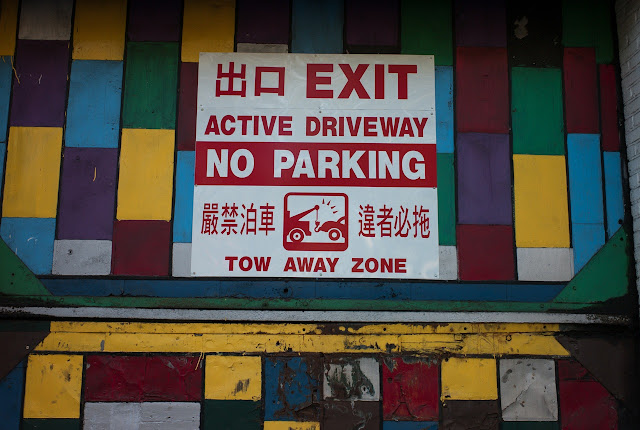 出口 EXIT
ACTIVE DRIVEWAY
NO PARKING
嚴禁泊車 違者必拖
TOW AWAY ZONE